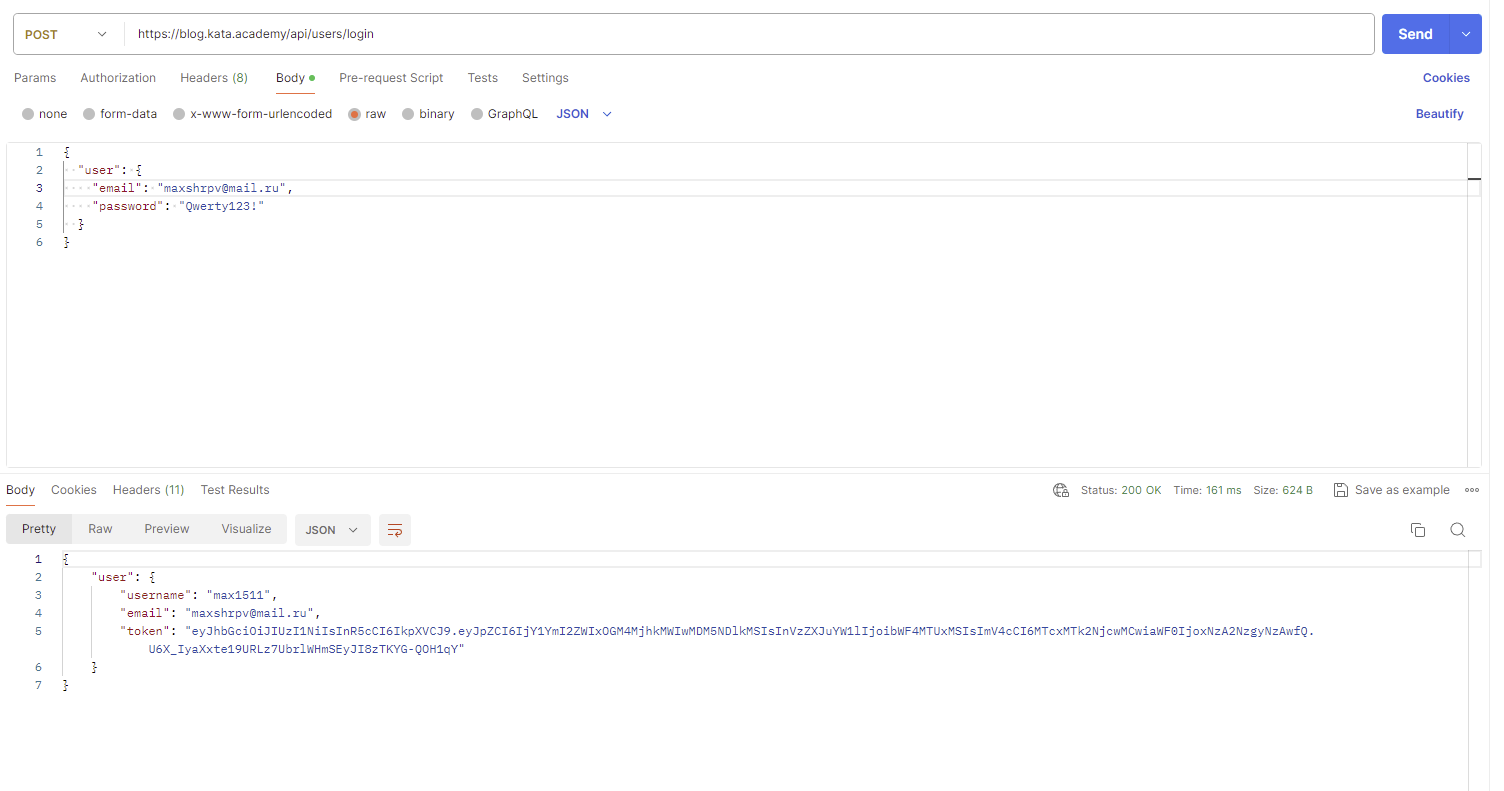 POST https://blog.kata.academy/api/users/login Send
Params Authorization Headers (8) Body Pre-request Script Tests Settings Cookies
none form-data x-www-form-urlencoded raw binary GraphQL JSON Beautify
1 {
2 "user": {
3 "email": "maxshrpv@mail.ru",
4 "password": "Qwerty123!"
5 }
6 }
Body Cookies Headers (11) Test Results Status: 200 OK Time: 161 ms Size: 624 B Save as example
Pretty Raw Preview Visualize JSON
1 {
2 "user": {
3 "username": "max1511",
4 "email": "maxshrpv@mail.ru",
5 "token": "eyJhbGciOiJIUzI1NiIsInR5cCI6IkpXVCJ9.eyJpZCI6IjY1YmI2ZWIxOGM4MjhkMWIwMDM5NDlkMSIsInVzZXJuYW1lIjoibWF4MTUxMSIsImV4cCI6MTcxMTk2NjcwMCwiaWF0IjoxNzA2NzgyNzAwfQ.
U6X_IyaXxte19URLz7UbrlWHmSEyJI8zTKYG-QOH1qY"
6 }
7 }